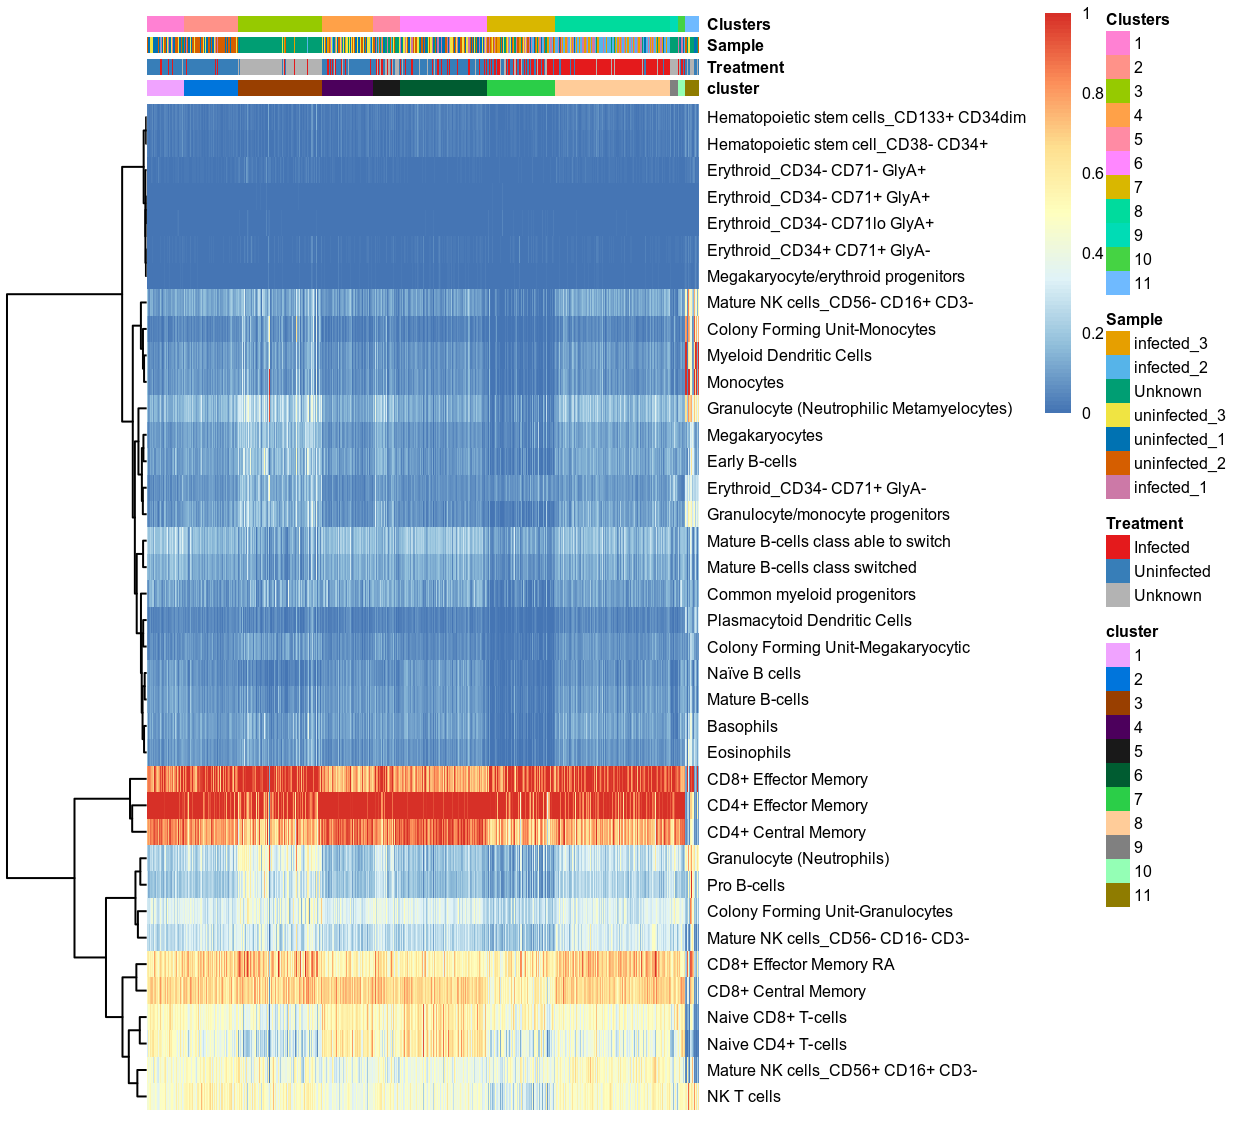 Clusters
Sample
Treatment
cluster
Hematopoietic stem cells_CD133+ CD34dim
Hematopoietic stem cell_CD38- CD34+
Erythroid_CD34- CD71- GlyA+
Erythroid_CD34- CD71+ GlyA+
Erythroid_CD34- CD71lo GlyA+
Erythroid_CD34+ CD71+ GlyA-
Megakaryocyte/erythroid progenitors
Mature NK cells_CD56- CD16+ CD3-
Colony Forming Unit-Monocytes
Myeloid Dendritic Cells
Monocytes
Granulocyte (Neutrophilic Metamyelocytes)
Megakaryocytes
Early B-cells
Erythroid_CD34- CD71+ GlyA-
Granulocyte/monocyte progenitors
Mature B-cells class able to switch
Mature B-cells class switched
Common myeloid progenitors
Plasmacytoid Dendritic Cells
Colony Forming Unit-Megakaryocytic
Naïve B cells
Mature B-cells
Basophils
Eosinophils
CD8+ Effector Memory
CD4+ Effector Memory
CD4+ Central Memory
Granulocyte (Neutrophils)
Pro B-cells
Colony Forming Unit-Granulocytes
Mature NK cells_CD56- CD16- CD3-
CD8+ Effector Memory RA
CD8+ Central Memory
Naive CD8+ T-cells
Naive CD4+ T-cells
Mature NK cells_CD56+ CD16+ CD3-
NK T cells
1
0.8
0.6
0.4
0.2
0
Clusters
1
2
3
4
5
6
7
8
9
10
11
Sample
infected_3
infected_2
Unknown
uninfected_3
uninfected_1
uninfected_2
infected_1
Treatment
Infected
Uninfected
Unknown
cluster
1
2
3
4
5
6
7
8
9
10
11